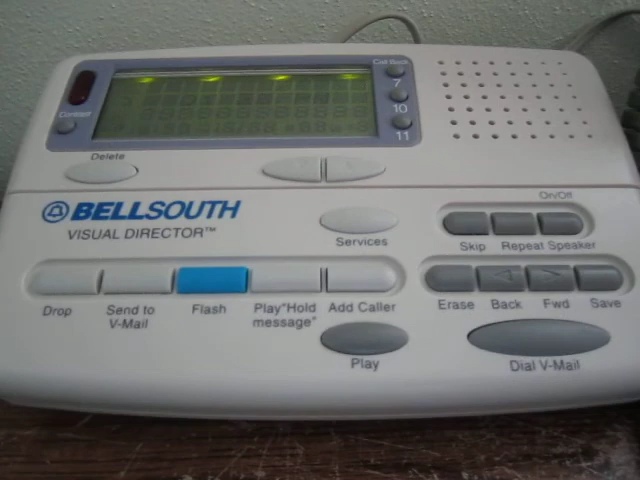 Call Back
7
10
11
Contrast
Delete
BELLSOUTH
VISUAL DIRECTOR™
Services
On/Off
Skip Repeat Speaker
Drop
Send to
V-Mail
Flash
Play"Hold
message"
Add Caller
Erase Back Fwd Save
Play
Dial V-Mail